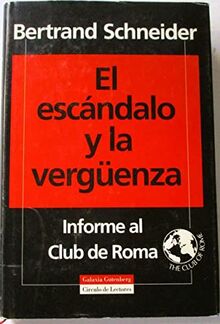 Bertrand Schneider
El
escándalo
y la
vergüenza
Informe al
Club de Roma
THE CLUB OF ROME
Galaxia Gutenberg
Círculo de Lectores